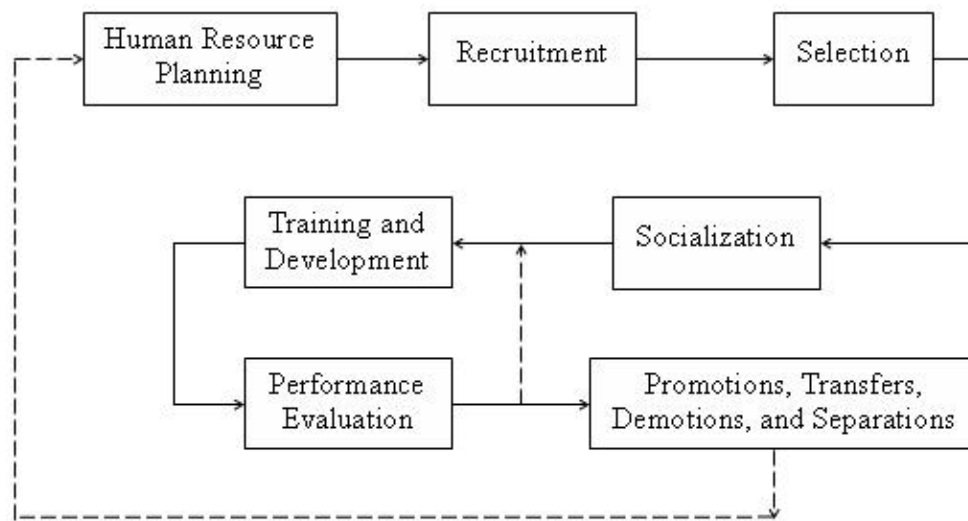 Human Resource
Planning
Recruitment
Selection
Training and
Development
Socialization
Performance
Evaluation
Promotions, Transfers,
Demotions, and Separations